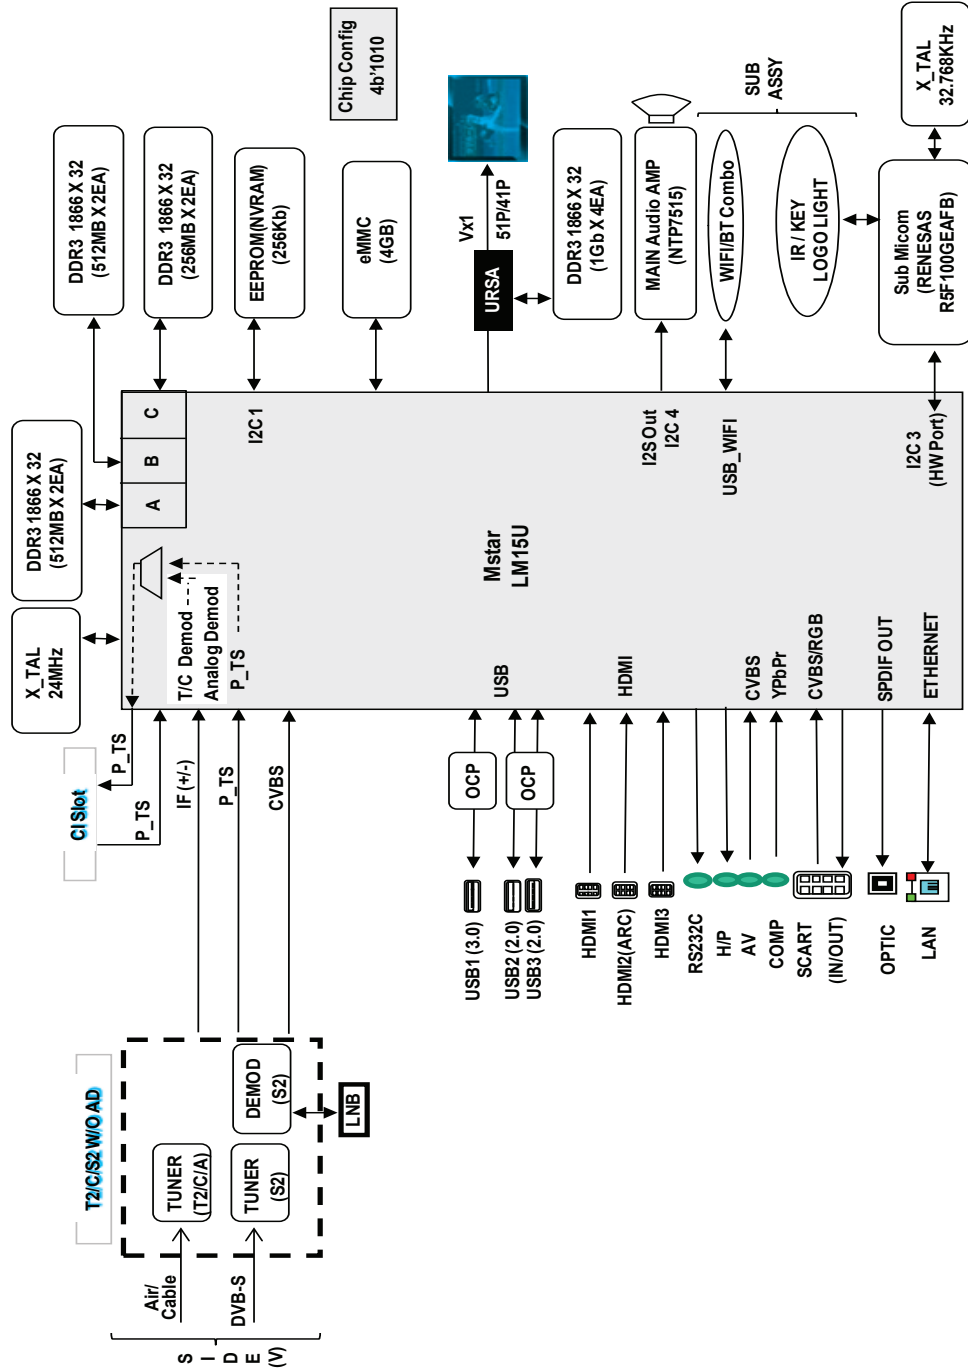 T2/C/S2 W/O AD
S
I
D
E
(V)
Air/
Cable
DVB-S
TUNER
(T2/C/A)
TUNER
(S2)
DEMOD
(S2)
LNB
CI Slot
P_TS
P_TS
IF (+/-)
P_TS
CVBS
USB1 (3.0)
USB2 (2.0)
USB3 (2.0)
OCP
OCP
HDMI1
HDMI2(ARC)
HDMI3
RS232C
H/P
AV
COMP
SCART
(IN/OUT)
OPTIC
LAN
X_TAL
24MHz
DDR3 1866 X 32
(512MB X 2EA)
T/C Demod
Analog Demod
P_TS
USB
HDMI
CVBS
YPbPr
CVBS/RGB
SPDIF OUT
ETHERNET
Mstar
LM15U
A
B
C
I2C 1
I2S Out
I2C 4
USB_WIFI
I2C 3
(HW Port)
DDR3 1866 X 32
(512MB X 2EA)
DDR3 1866 X 32
(256MB X 2EA)
EEPROM(NVRAM)
(256Kb)
eMMC
(4GB)
Chip Config
4b'1010
URSA
Vx1
51P/41P
DDR3 1866 X 32
(1Gb X 4EA)
MAIN Audio AMP
(NTP7515)
WIFI/BT Combo
IR / KEY
LOGO LIGHT
SUB
ASSY
Sub Micom
(RENESAS
R5F100GEAFB)
X_TAL
32.768KHz